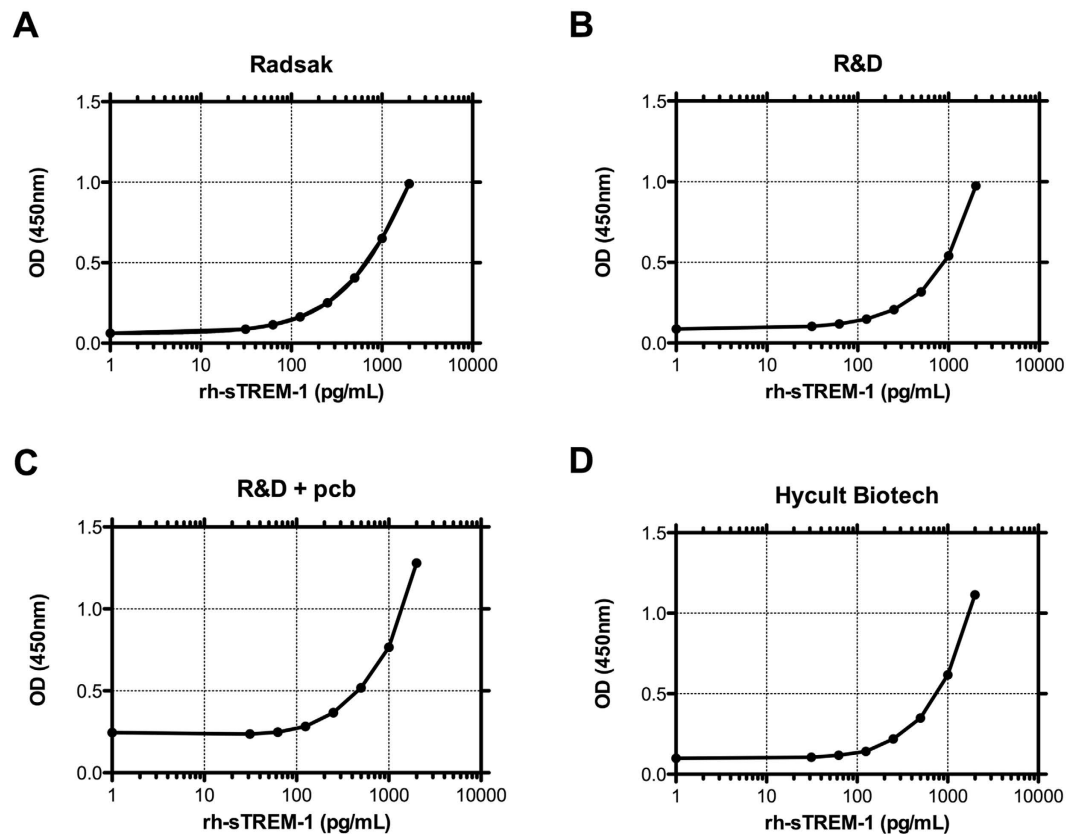 A
Radsak
1.5
1.0
0.5
0.0
OD (450nm)
1 10 100 1000 10000
rh-sTREM-1 (pg/mL)
B
R&D
1.5
1.0
0.5
0.0
OD (450nm)
1 10 100 1000 10000
rh-sTREM-1 (pg/mL)
C
R&D + pcb
1.5
1.0
0.5
0.0
OD (450nm)
1 10 100 1000 10000
rh-sTREM-1 (pg/mL)
D
Hycult Biotech
1.5
1.0
0.5
0.0
OD (450nm)
1 10 100 1000 10000
rh-sTREM-1 (pg/mL)